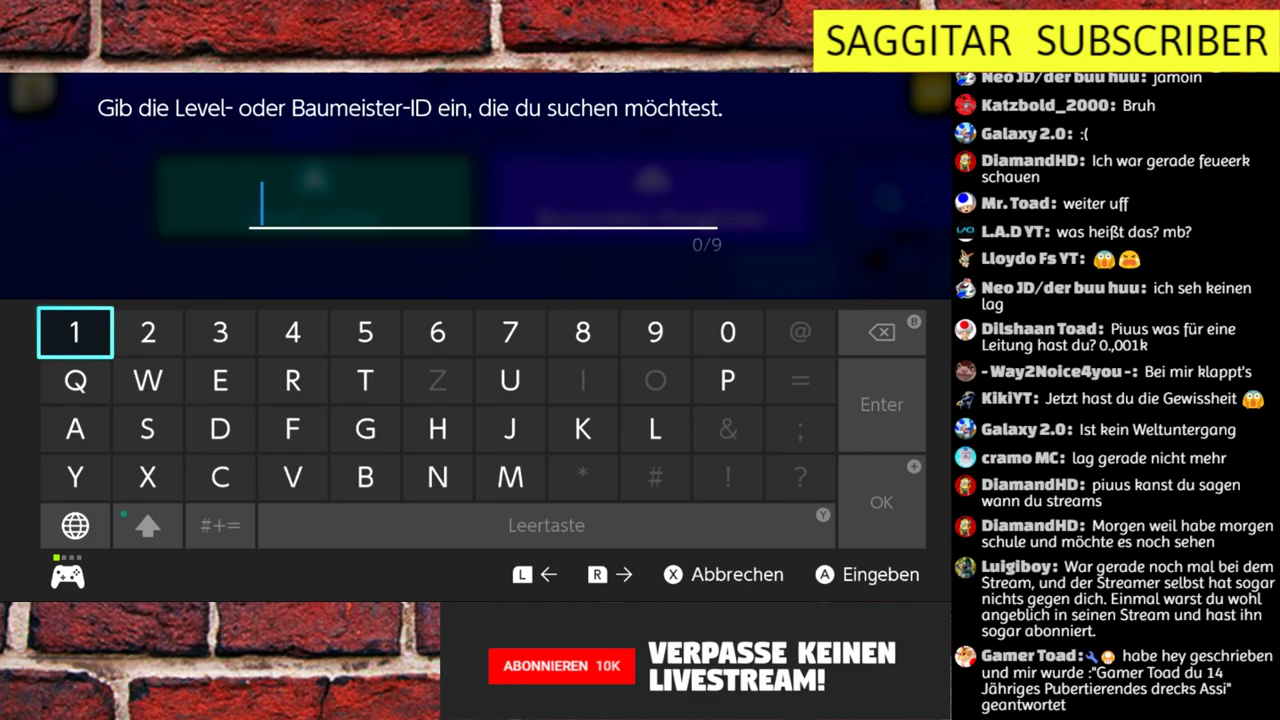 SAGGITAR SUBSCRIBER
Gib die Level- oder Baumeister-ID ein, die du suchen möchtest.
0/9
1 2 3 4 5 6 7 8 9 0 @
B
Q W E R T Z U I O P =
Enter
A S D F G H J K L & ;
Y X C V B N M * # ! ?
+
OK
#+=
Leertaste
Y
L ← R → X Abbrechen A Eingeben
ABONNIEREN 10K
VERPASSE KEINEN
LIVESTREAM!
Neo JD/der buu huu: jamoin
Katzbold_2000: Bruh
Galaxy 2.0: :(
DiamandHD: Ich war gerade feueerk
schauen
Mr. Toad: weiter uff
L.A.D YT: was heißt das? mb?
Lloydo Fs YT: 😱😫
Neo JD/der buu huu: ich seh keinen
lag
Dilshaan Toad: Piuus was für eine
Leitung hast du? 0.,001k
-Way2Noice4you-: Bei mir klappt's
KikiYT: Jetzt hast du die Gewissheit 😱
Galaxy 2.0: Ist kein Weltuntergang
cramo MC: lag gerade nicht mehr
DiamandHD: piuus kanst du sagen
wann du streams
DiamandHD: Morgen weil habe morgen
schule und möchte es noch sehen
Luigiboy: War gerade noch mal bei dem
Stream, und der Streamer selbst hat sogar
nichts gegen dich. Einmal warst du wohl
angeblich in seinen Stream und hast ihn
sogar abonniert.
Gamer Toad: habe hey geschrieben
und mir wurde :"Gamer Toad du 14
Jähriges Pubertierendes drecks Assi"
geantwortet